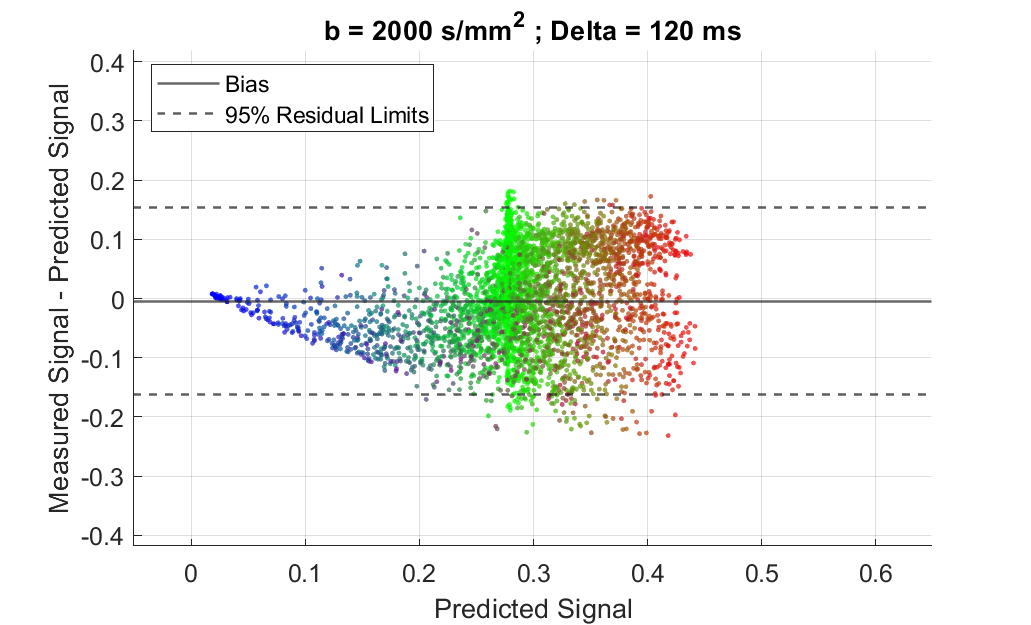 b = 2000 s/mm² ; Delta = 120 ms
Bias
95% Residual Limits
Measured Signal - Predicted Signal
0.4
0.3
0.2
0.1
0
-0.1
-0.2
-0.3
-0.4
0 0.1 0.2 0.3 0.4 0.5 0.6
Predicted Signal